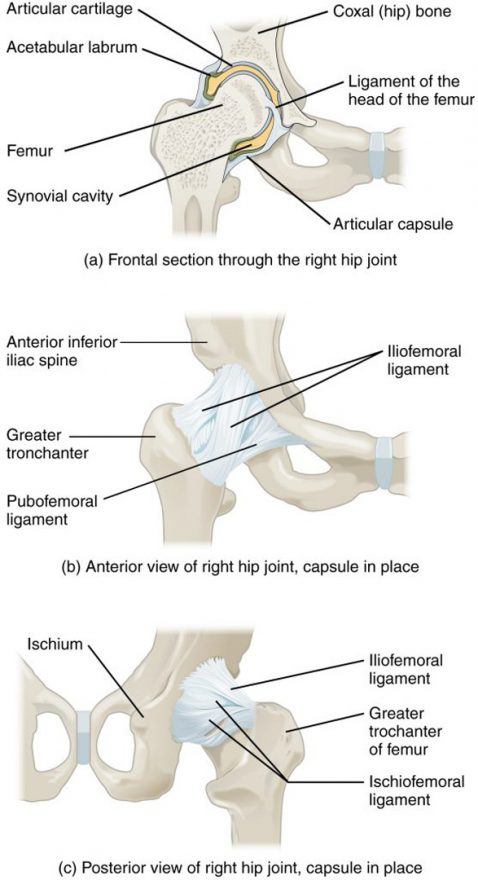 Articular cartilage
Coxal (hip) bone
Acetabular labrum
Ligament of the
head of the femur
Femur
Synovial cavity
Articular capsule
(a) Frontal section through the right hip joint
Anterior inferior
iliac spine
Iliofemoral
ligament
Greater
tronchanter
Pubofemoral
ligament
(b) Anterior view of right hip joint, capsule in place
Ischium
Iliofemoral
ligament
Greater
trochanter
of femur
Ischiofemoral
ligament
(c) Posterior view of right hip joint, capsule in place